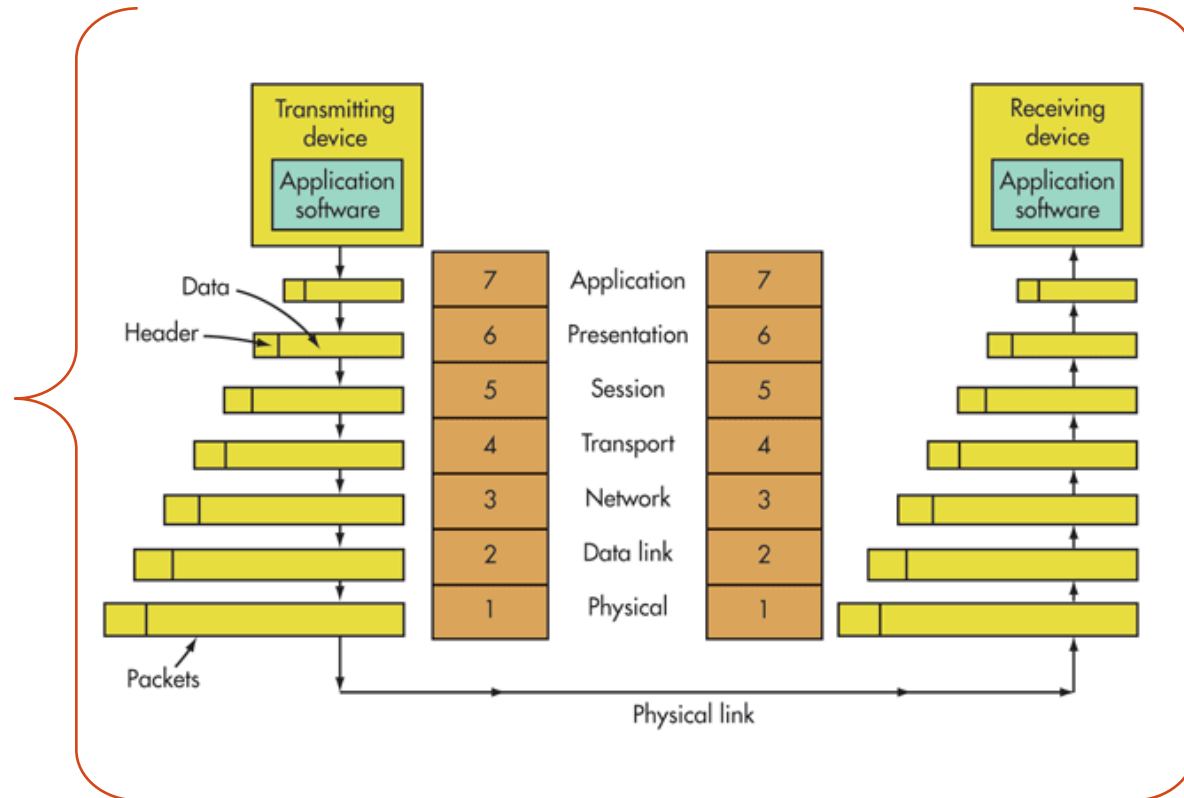 Transmitting
device
Application
software
Receiving
device
Application
software
Data
Header
7 Application 7
6 Presentation 6
5 Session 5
4 Transport 4
3 Network 3
2 Data link 2
1 Physical 1
Packets
Physical link